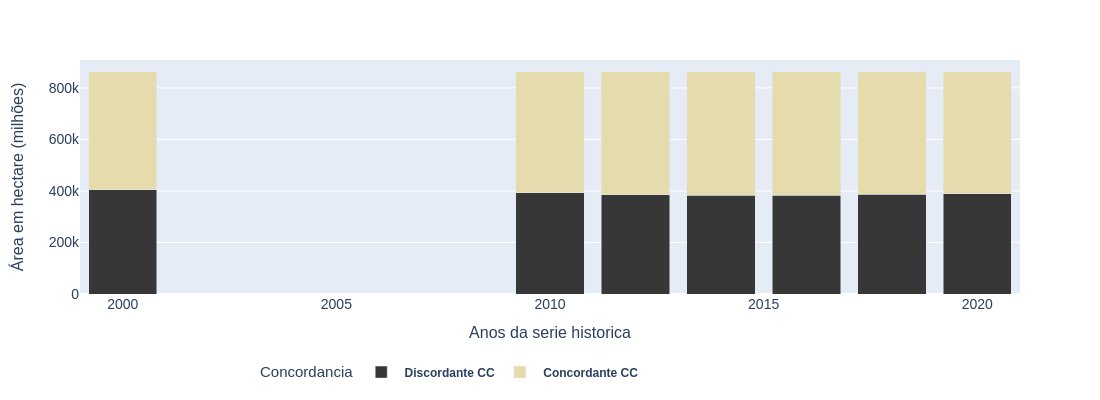 Área em hectare (milhões)
800k
600k
400k
200k
0
2000
2005
2010
2015
2020
Anos da serie historica
Concordancia
Discordante CC
Concordante CC